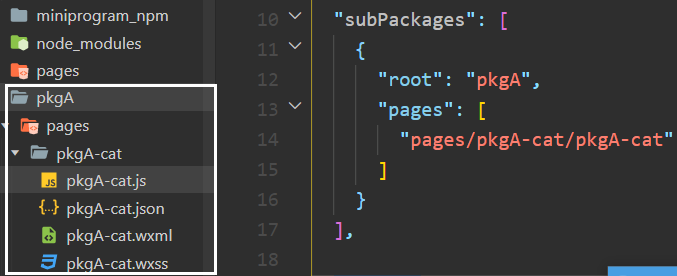 miniprogram_npm
node_modules
pages
pkgA
pages
pkgA-cat
JS pkgA-cat.js
{..} pkgA-cat.json
pkgA-cat.wxml
pkgA-cat.wxss
10 "subPackages": [
11 {
12 "root": "pkgA",
13 "pages": [
14 "pages/pkgA-cat/pkgA-cat"
15 ]
16 }
17 ],
18